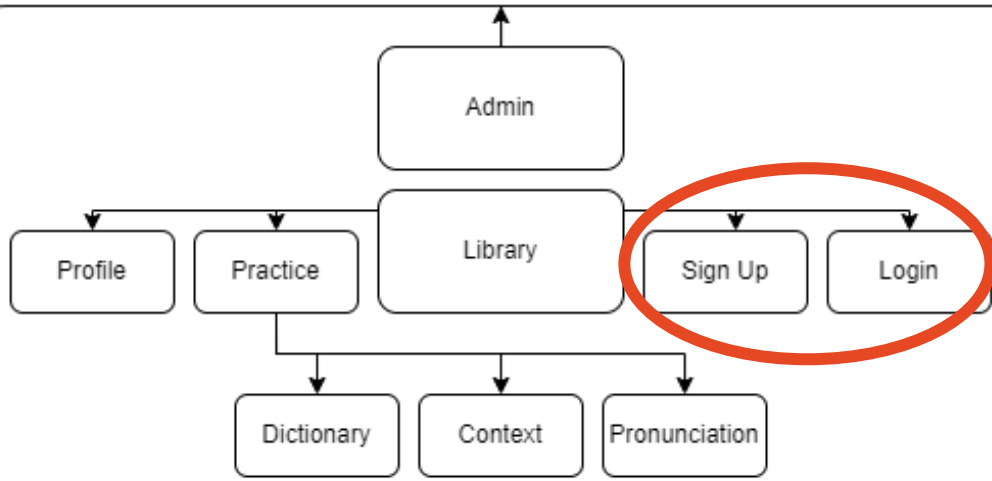 Admin
Library
Profile
Practice
Sign Up
Login
Dictionary
Context
Pronunciation